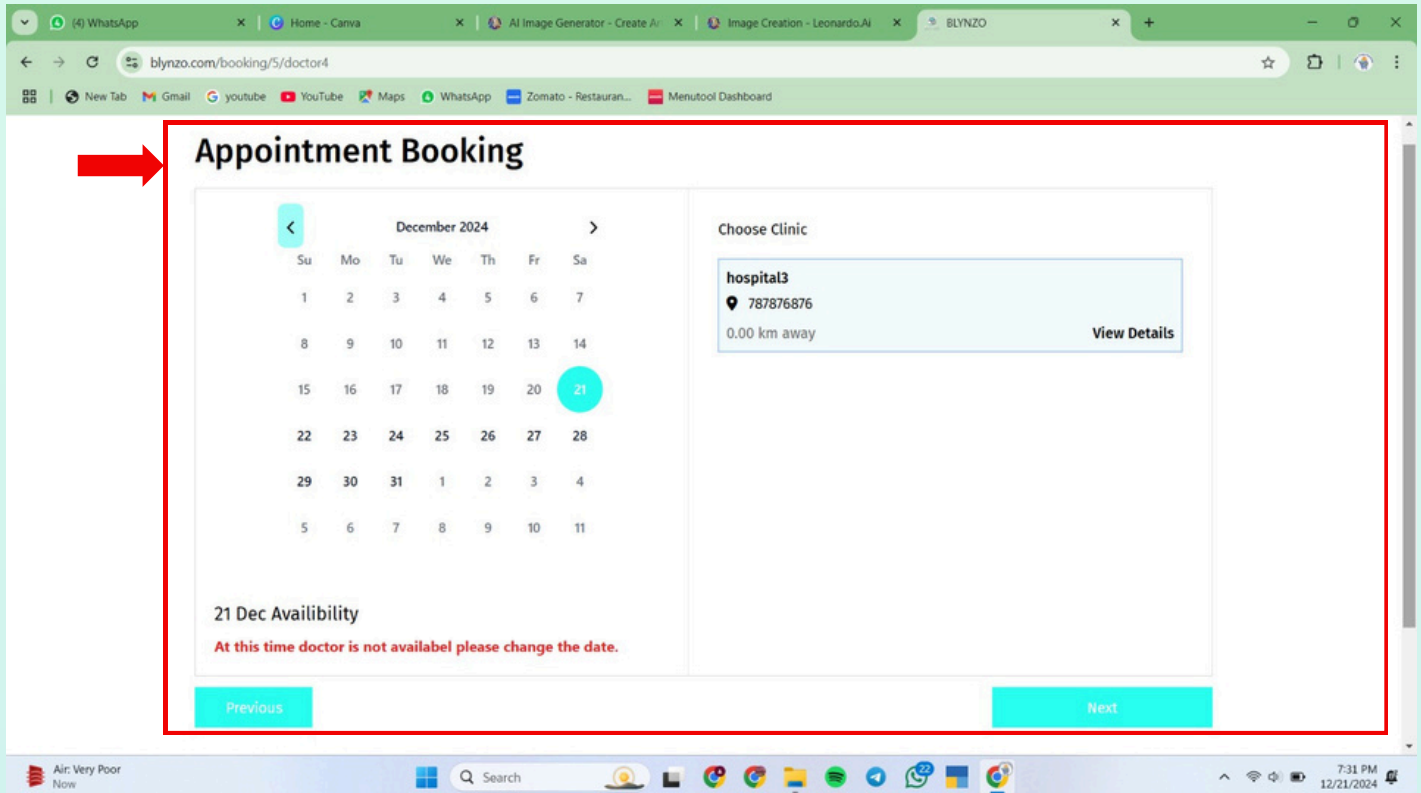 (4) WhatsApp
Home - Canva
AI Image Generator - Create Ar
Image Creation - Leonardo.Ai
BLYNZO
blynzo.com/booking/5/doctor4
New Tab
Gmail
youtube
YouTube
Maps
WhatsApp
Zomato - Restauran...
Menutool Dashboard
Appointment Booking
December 2024
Su Mo Tu We Th Fr Sa
1 2 3 4 5 6 7
8 9 10 11 12 13 14
15 16 17 18 19 20 21
22 23 24 25 26 27 28
29 30 31 1 2 3 4
5 6 7 8 9 10 11
21 Dec Availibility
At this time doctor is not availabel please change the date.
Choose Clinic
hospital3
787876876
0.00 km away
View Details
Previous
Next
Air: Very Poor
Now
Search
22
7:31 PM
12/21/2024